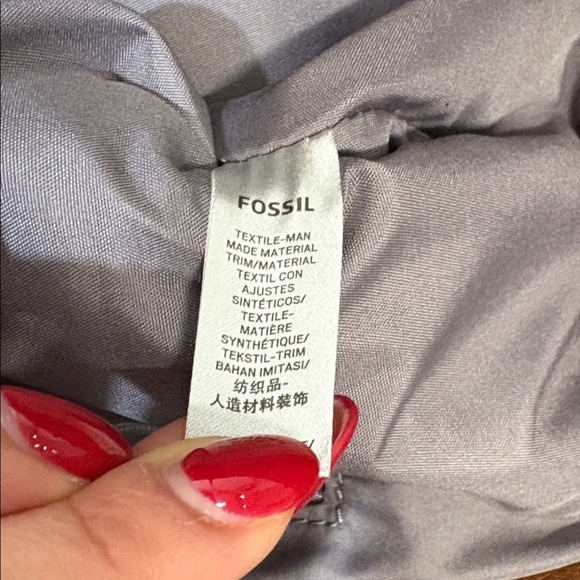 FOSSIL
TEXTILE-MAN
MADE MATERIAL
TRIM/MATERIAL
TEXTIL CON
AJUSTES
SINTÉTICOS/
TEXTILE-
MATIÈRE
SYNTHÉTIQUE/
TEKSTIL-TRIM
BAHAN IMITASI/
纺织品-
人造材料装饰